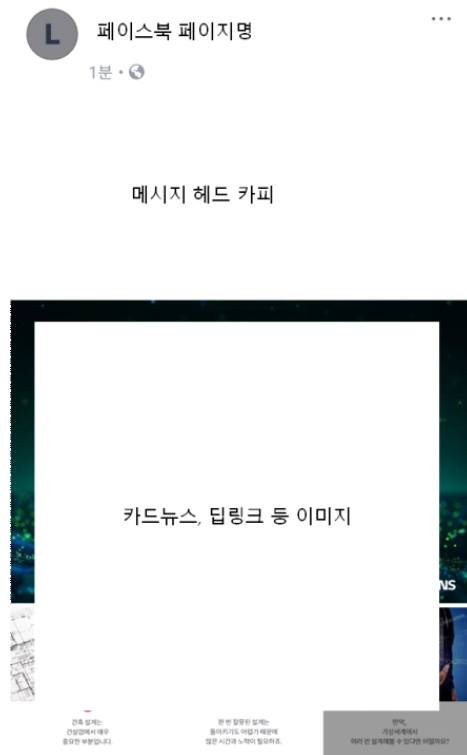 L
페이스북 페이지명
1분 •
메시지 헤드 카피
카드뉴스, 딥링크 등 이미지
NS
건축 설계는
건설업에서 매우
중요한 부분입니다.
한 번 잘못된 설계는
돌이키기도 어렵기 때문에
많은 시간과 노력이 필요하죠.
만약,
가상세계에서
여러 번 설계해볼 수 있다면 어떨까요?